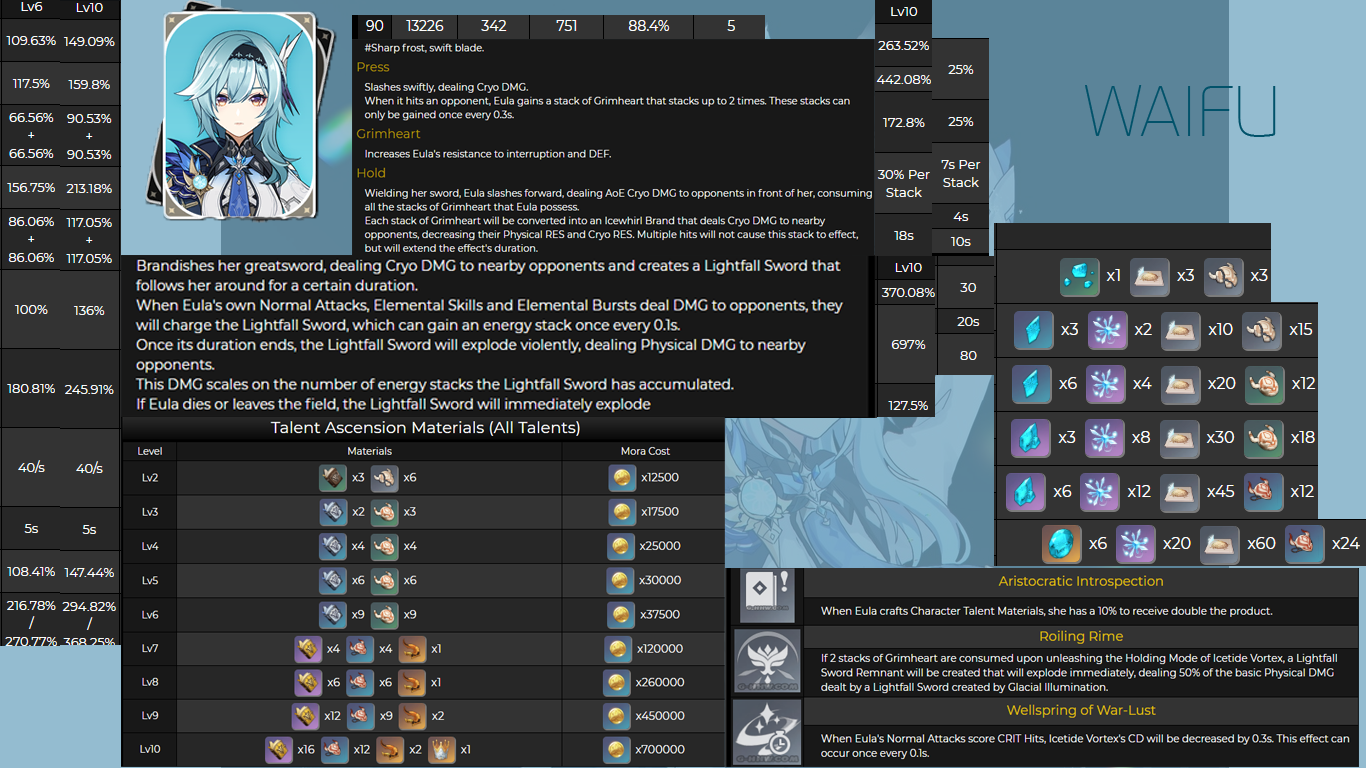 Lv6 Lv10
109.63% 149.09%
117.5% 159.8%
66.56% 90.53%
+ +
66.56% 90.53%
156.75% 213.18%
86.06% 117.05%
+ +
86.06% 117.05%
100% 136%
180.81% 245.91%
40/s 40/s
5s 5s
108.41% 147.44%
216.78% 294.82%
/ /
270.77% 368.25%
90 13226 342 751 88.4% 5
#Sharp frost, swift blade.
Press
Slashes swiftly, dealing Cryo DMG.
When it hits an opponent, Eula gains a stack of Grimheart that stacks up to 2 times. These stacks can
only be gained once every 0.3s.
Grimheart
Increases Eula's resistance to interruption and DEF.
Hold
Wielding her sword, Eula slashes forward, dealing AoE Cryo DMG to opponents in front of her, consuming
all the stacks of Grimheart that Eula possess.
Each stack of Grimheart will be converted into an Icewhirl Brand that deals Cryo DMG to nearby
opponents, decreasing their Physical RES and Cryo RES. Multiple hits will not cause this stack to effect,
but will extend the effect's duration.
Lv10
263.52%
442.08%
172.8%
30% Per
Stack
18s
25%
25%
7s Per
Stack
4s
10s
WAIFU
Brandishes her greatsword, dealing Cryo DMG to nearby opponents and creates a Lightfall Sword that
follows her around for a certain duration.
When Eula's own Normal Attacks, Elemental Skills and Elemental Bursts deal DMG to opponents, they
will charge the Lightfall Sword, which can gain an energy stack once every 0.1s.
Once its duration ends, the Lightfall Sword will explode violently, dealing Physical DMG to nearby
opponents.
This DMG scales on the number of energy stacks the Lightfall Sword has accumulated.
If Eula dies or leaves the field, the Lightfall Sword will immediately explode
Lv10
370.08%
697%
127.5%
30
20s
80
x1 x3 x3
x3 x2 x10 x15
x6 x4 x20 x12
x3 x8 x30 x18
x6 x12 x45 x12
x6 x20 x60 x24
Talent Ascension Materials (All Talents)
Level Materials Mora Cost
Lv2 x3 x6 x12500
Lv3 x2 x3 x17500
Lv4 x4 x4 x25000
Lv5 x6 x6 x30000
Lv6 x9 x9 x37500
Lv7 x4 x4 x1 x120000
Lv8 x6 x6 x1 x260000
Lv9 x12 x9 x2 x450000
Lv10 x16 x12 x2 x1 x700000
Aristocratic Introspection
When Eula crafts Character Talent Materials, she has a 10% to receive double the product.
Roiling Rime
If 2 stacks of Grimheart are consumed upon unleashing the Holding Mode of Icetide Vortex, a Lightfall
Sword Remnant will be created that will explode immediately, dealing 50% of the basic Physical DMG
dealt by a Lightfall Sword created by Glacial Illumination.
Wellspring of War-Lust
When Eula's Normal Attacks score CRIT Hits, Icetide Vortex's CD will be decreased by 0.3s. This effect can
occur once every 0.1s.